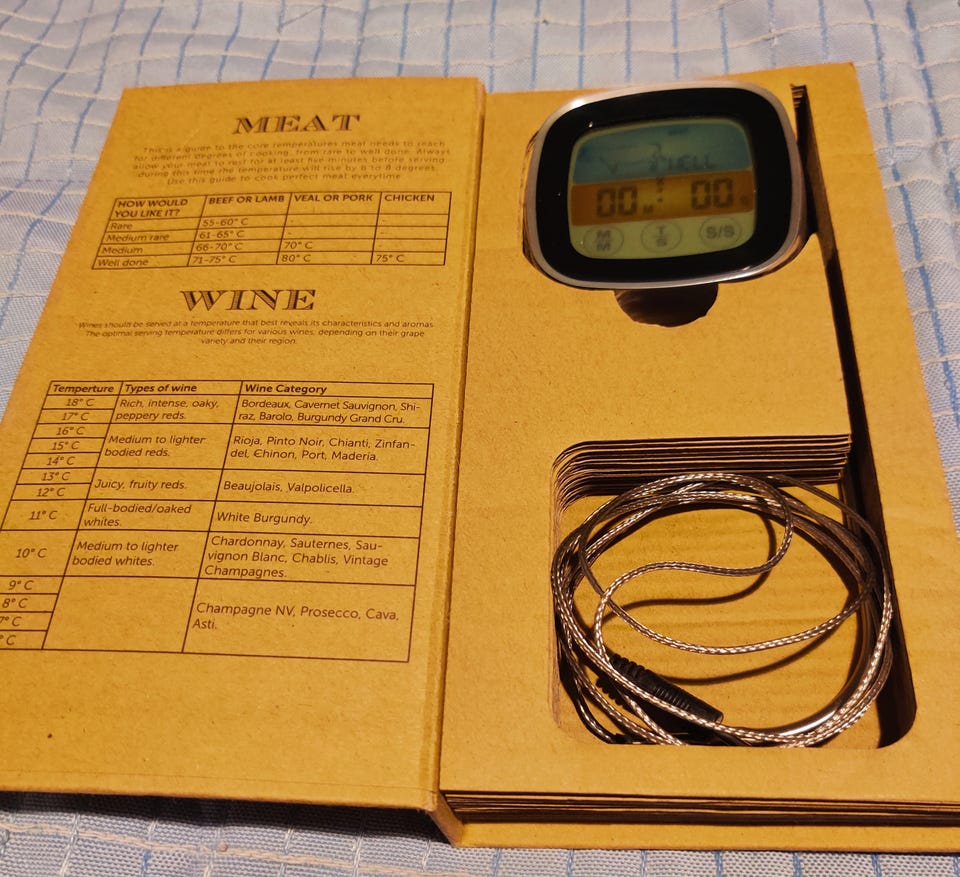 MEAT
This is a guide to the core temperatures meat needs to reach
for different degrees of cooking, from rare to well done. Always
allow your meat to rest for at least five minutes before serving,
during this time the temperature will rise by 6 to 8 degrees.
Use this guide to cook perfect meat everytime.
HOW WOULD YOU LIKE IT? BEEF OR LAMB VEAL OR PORK CHICKEN
Rare 55-60° C - -
Medium rare 61-65° C - -
Medium 66-70° C 70° C -
Well done 71-75° C 80° C 75° C
WINE
Wines should be served at a temperature that best reveals its characteristics and aromas.
The optimal serving temperature differs for various wines, depending on their grape
variety and their region.
Temperture Types of wine Wine Category
18° C
17° C
Rich, intense, oaky,
peppery reds.
Bordeaux, Cavernet Sauvignon, Shi-
raz, Barolo, Burgundy Grand Cru.
16° C
15° C
14° C
Medium to lighter
bodied reds.
Rioja, Pinto Noir, Chianti, Zinfan-
del, Chinon, Port, Maderia.
13° C
12° C
Juicy, fruity reds.
Beaujolais, Valpolicella.
11° C
Full-bodied/oaked
whites.
White Burgundy.
10° C
Medium to lighter
bodied whites.
Chardonnay, Sauternes, Sau-
vignon Blanc, Chablis, Vintage
Champagnes.
9° C
8° C
7° C
° C
Champagne NV, Prosecco, Cava,
Asti.
WELL
00 M 00 S
M/M T/S S/S